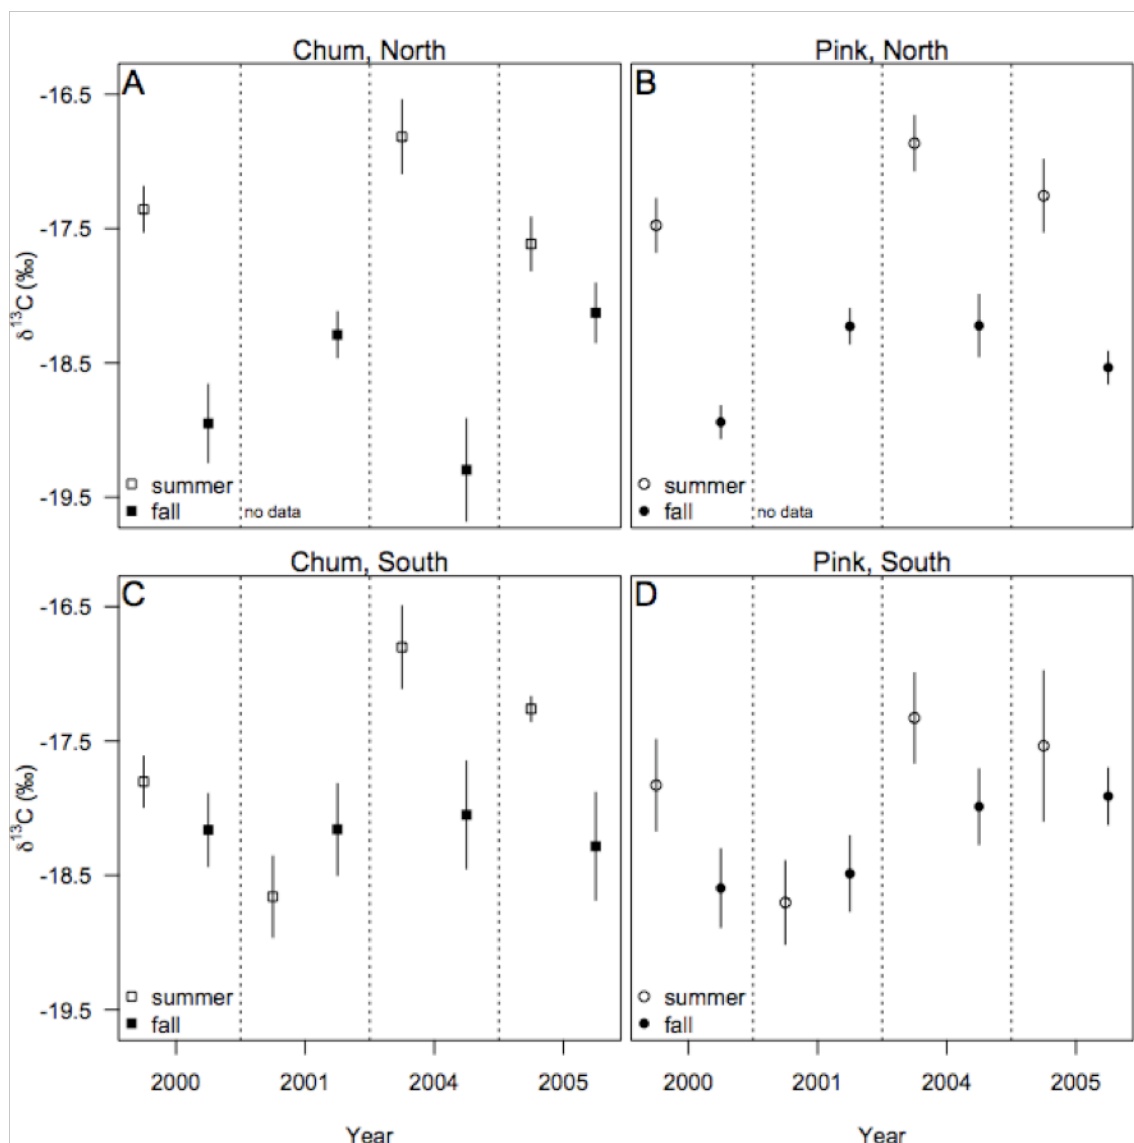 Chum, North
Pink, North
A
B
-16.5
-17.5
-18.5
-19.5
δ 13C (‰)
summer
fall
no data
summer
fall
no data
Chum, South
Pink, South
C
D
-16.5
-17.5
-18.5
-19.5
δ 13C (‰)
summer
fall
summer
fall
2000 2001 2004 2005
2000 2001 2004 2005
Year
Year